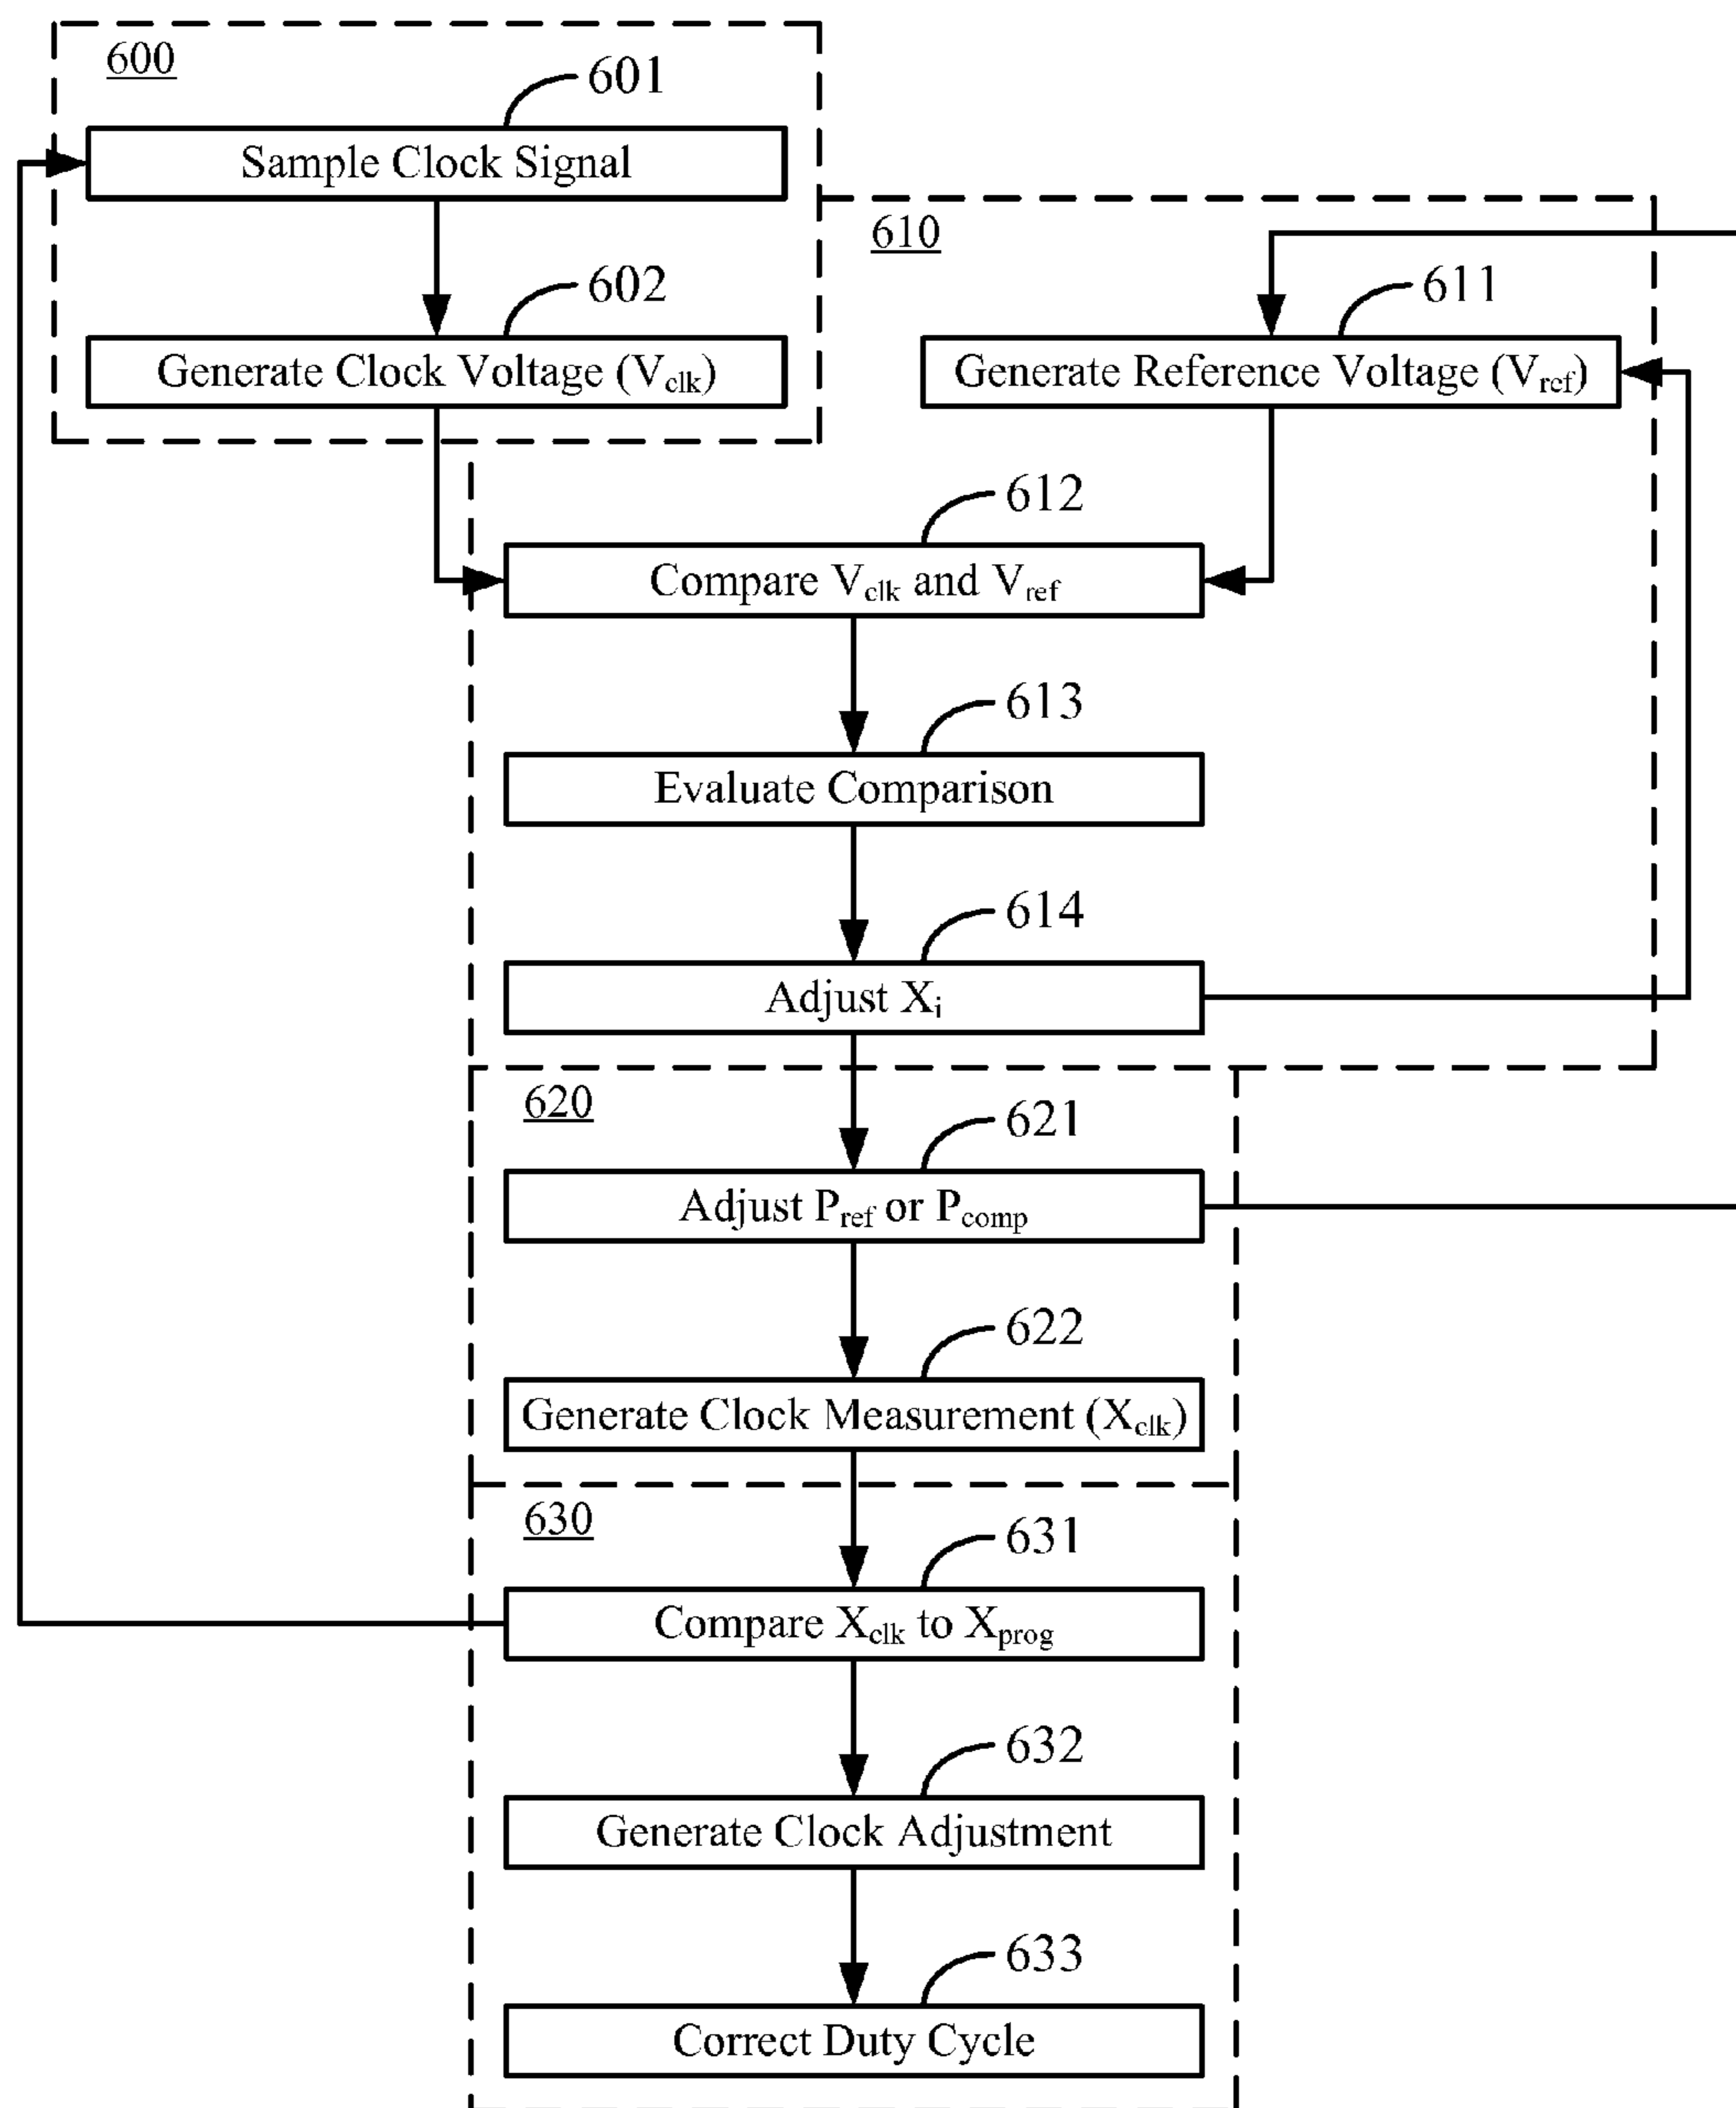 600
601
Sample Clock Signal
610
602
Generate Clock Voltage (Vclk)
611
Generate Reference Voltage (Vref)
612
Compare Vclk and Vref
613
Evaluate Comparison
614
Adjust Xi
620
621
Adjust Pref or Pcomp
622
Generate Clock Measurement (Xclk)
630
631
Compare Xclk to Xprog
632
Generate Clock Adjustment
633
Correct Duty Cycle